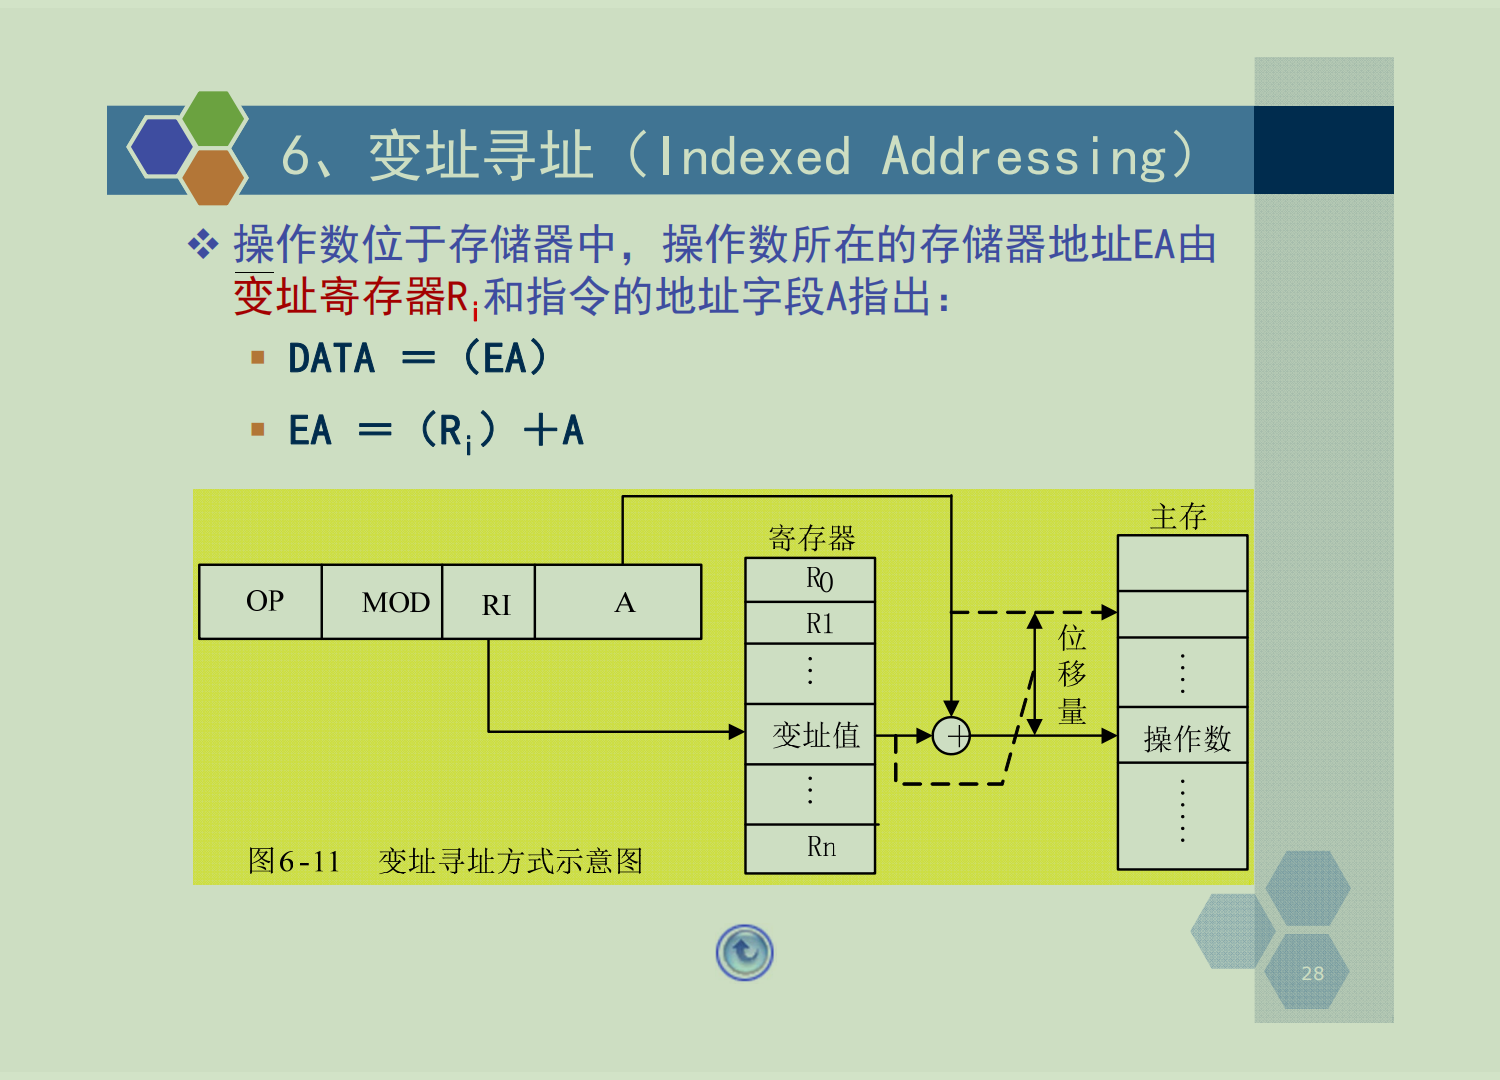 6、变址寻址（Indexed Addressing）
操作数位于存储器中，操作数所在的存储器地址EA由
变址寄存器Ri和指令的地址字段A指出：
DATA ＝（EA）
EA ＝（Ri）＋A
主存
寄存器
OP MOD RI A
R0
R1
⋮
变址值
⋮
Rn
+
位移量
⋮
操作数
⋮
图6-11 变址寻址方式示意图
28